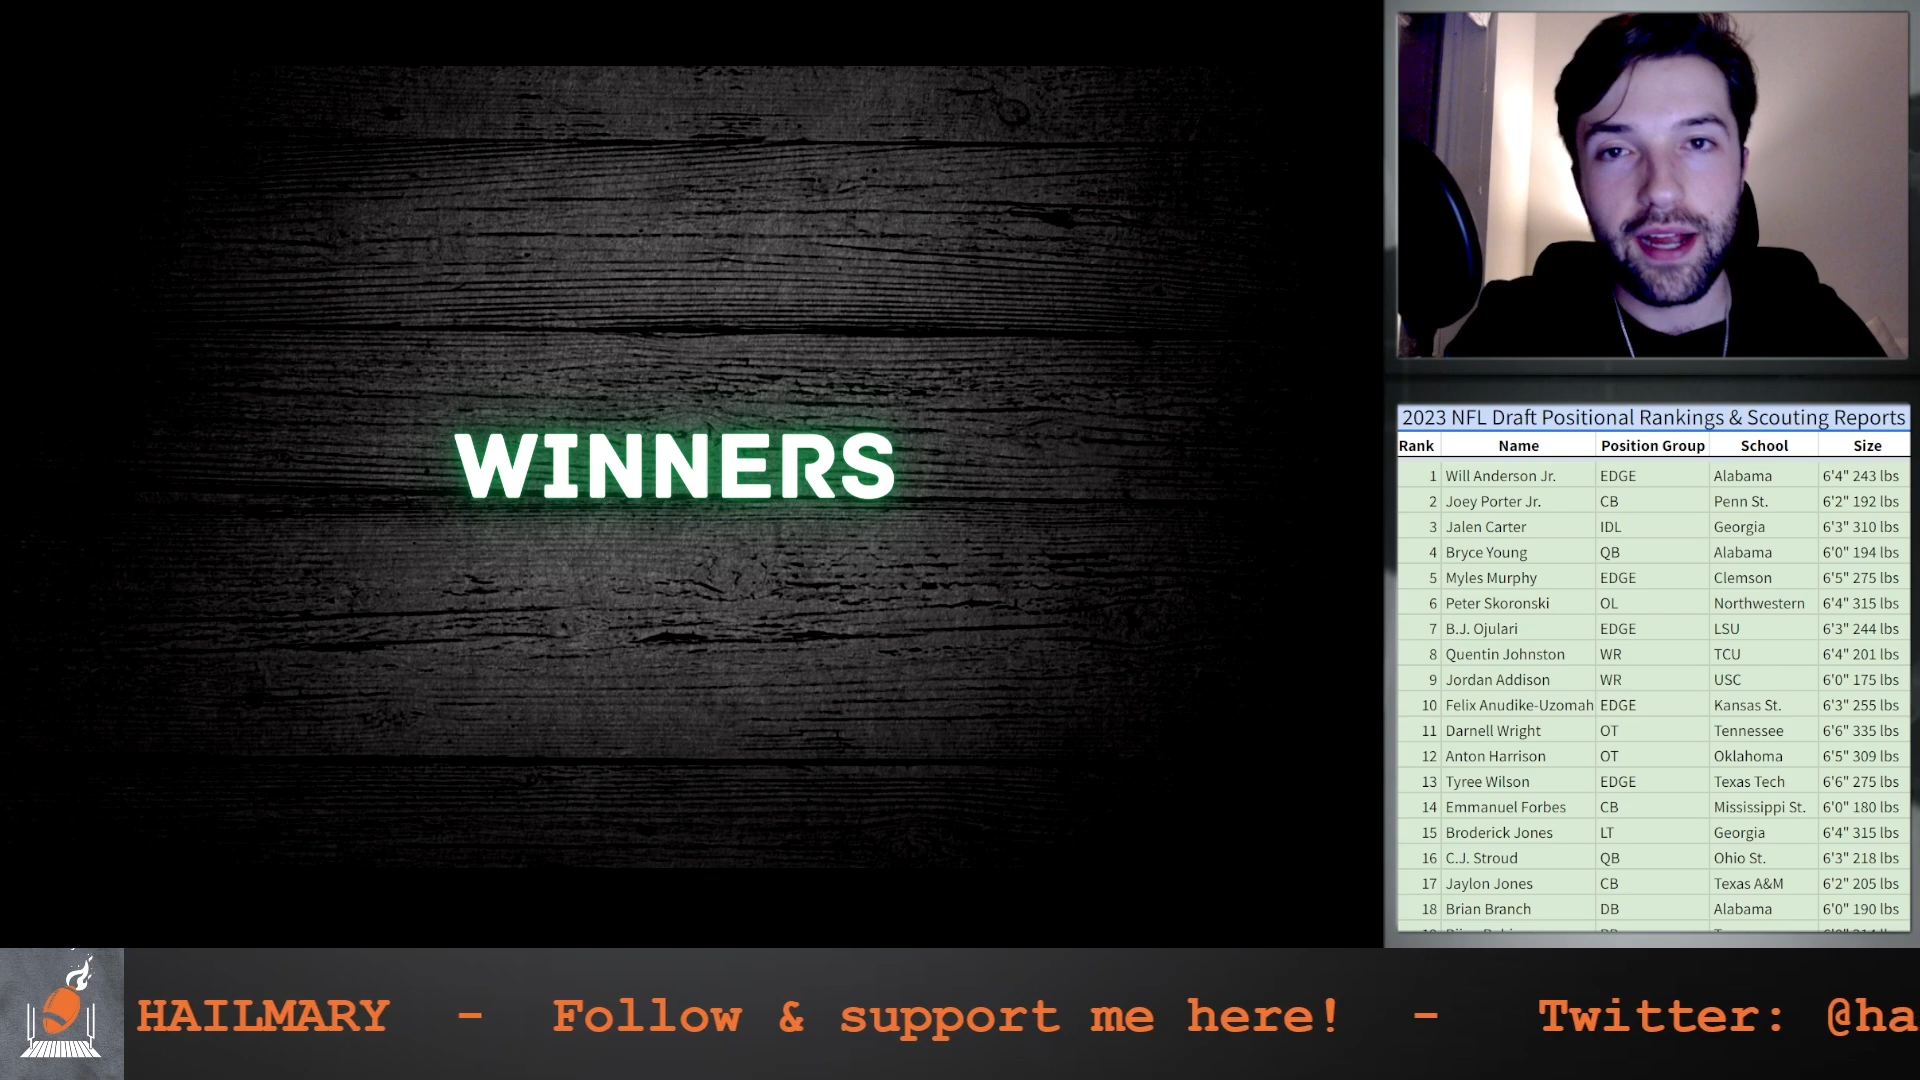 WINNERS
2023 NFL Draft Positional Rankings & Scouting Reports
Rank Name Position Group School Size
1 Will Anderson Jr. EDGE Alabama 6'4" 243 lbs
2 Joey Porter Jr. CB Penn St. 6'2" 192 lbs
3 Jalen Carter IDL Georgia 6'3" 310 lbs
4 Bryce Young QB Alabama 6'0" 194 lbs
5 Myles Murphy EDGE Clemson 6'5" 275 lbs
6 Peter Skoronski OL Northwestern 6'4" 315 lbs
7 B.J. Ojulari EDGE LSU 6'3" 244 lbs
8 Quentin Johnston WR TCU 6'4" 201 lbs
9 Jordan Addison WR USC 6'0" 175 lbs
10 Felix Anudike-Uzomah EDGE Kansas St. 6'3" 255 lbs
11 Darnell Wright OT Tennessee 6'6" 335 lbs
12 Anton Harrison OT Oklahoma 6'5" 309 lbs
13 Tyree Wilson EDGE Texas Tech 6'6" 275 lbs
14 Emmanuel Forbes CB Mississippi St. 6'0" 180 lbs
15 Broderick Jones LT Georgia 6'4" 315 lbs
16 C.J. Stroud QB Ohio St. 6'3" 218 lbs
17 Jaylon Jones CB Texas A&M 6'2" 205 lbs
18 Brian Branch DB Alabama 6'0" 190 lbs
HAILMARY - Follow & support me here! - Twitter: @ha